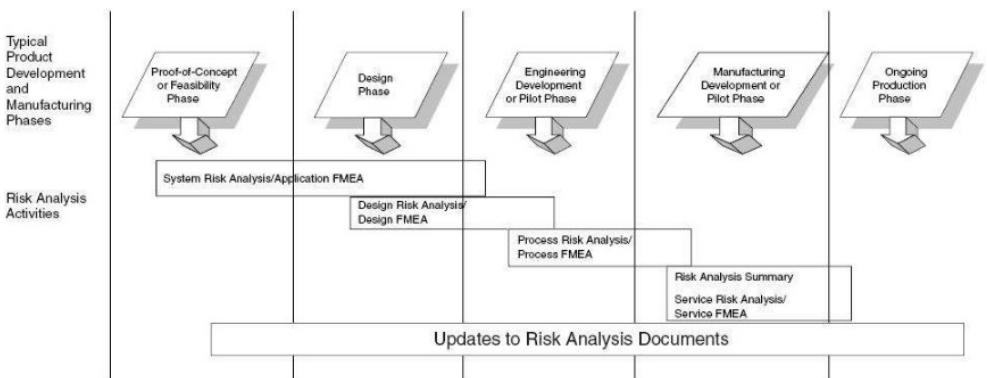 Typical
Product
Development
and
Manufacturing
Phases
Proof-of-Concept
or Feasibility
Phase
Design
Phase
Engineering
Development
or Pilot Phase
Manufacturing
Development or
Pilot Phase
Ongoing
Production
Phase
Risk Analysis
Activities
System Risk Analysis/Application FMEA
Design Risk Analysis/
Design FMEA
Process Risk Analysis/
Process FMEA
Risk Analysis Summary
Service Risk Analysis/
Service FMEA
Updates to Risk Analysis Documents